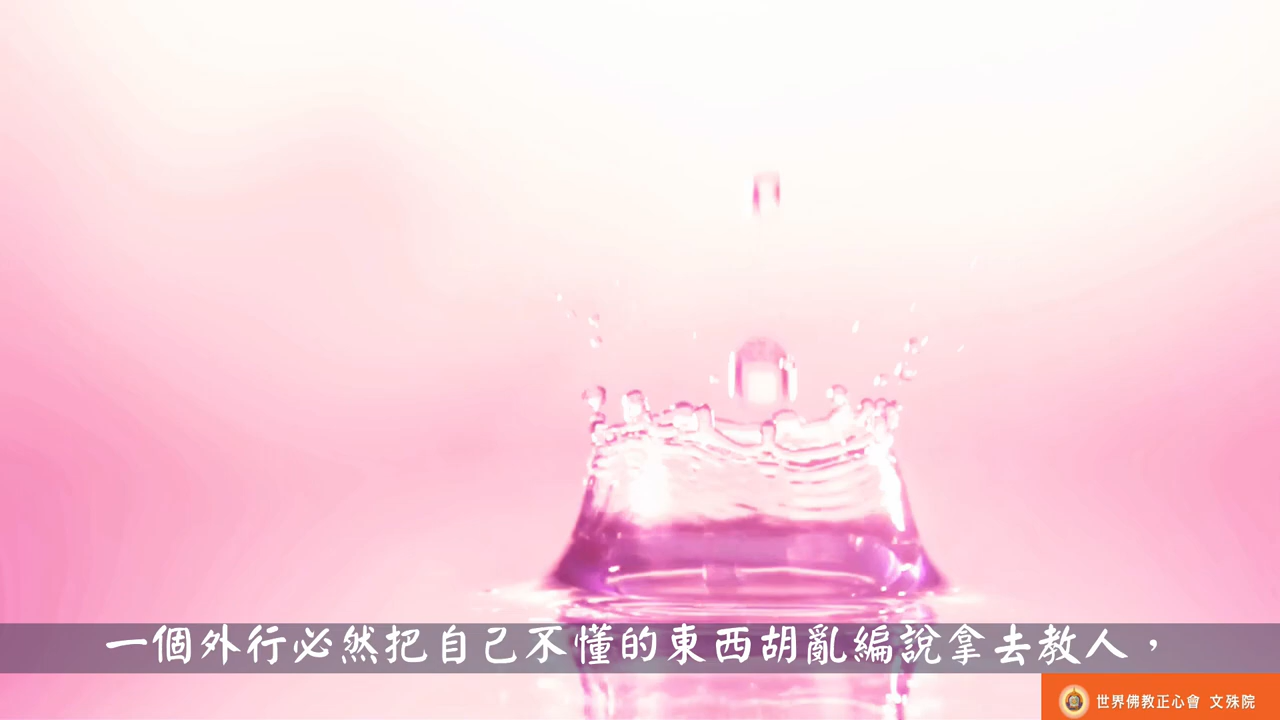 一個外行必然把自己不懂的東西胡亂編說拿去教人，
世界佛教正心會 文殊院